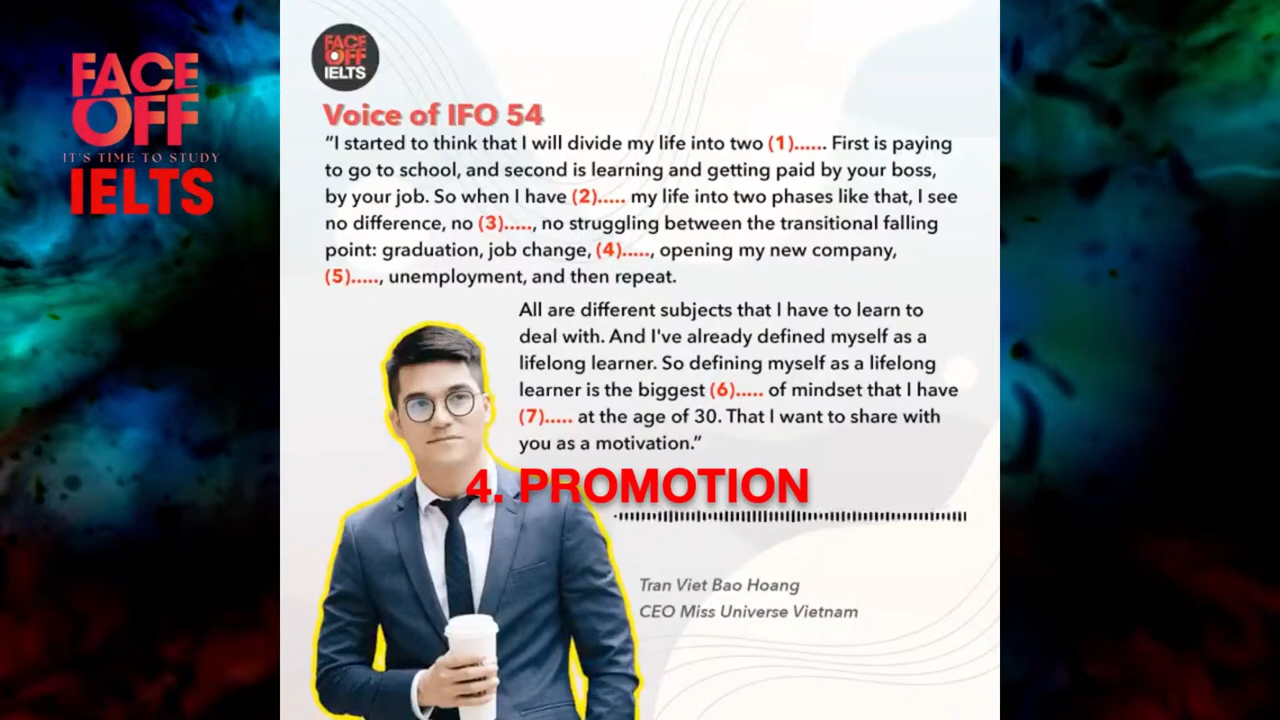 FACE
OFF
IT'S TIME TO STUDY
IELTS
FACE
OFF
IELTS
Voice of IFO 54
“I started to think that I will divide my life into two (1)...... First is paying
to go to school, and second is learning and getting paid by your boss,
by your job. So when I have (2)..... my life into two phases like that, I see
no difference, no (3)....., no struggling between the transitional falling
point: graduation, job change, (4)....., opening my new company,
(5)....., unemployment, and then repeat.
All are different subjects that I have to learn to
deal with. And I've already defined myself as a
lifelong learner. So defining myself as a lifelong
learner is the biggest (6)..... of mindset that I have
(7)..... at the age of 30. That I want to share with
you as a motivation.”
4. PROMOTION
Tran Viet Bao Hoang
CEO Miss Universe Vietnam